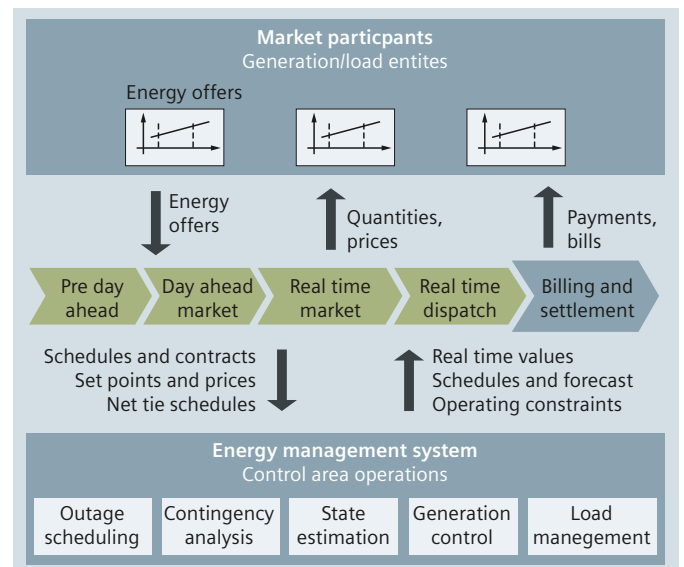 Market particpants
Generation/load entites
Energy offers
Energy
offers
Quantities,
prices
Payments,
bills
Pre day
ahead
Day ahead
market
Real time
market
Real time
dispatch
Billing and
settlement
Schedules and contracts
Set points and prices
Net tie schedules
Real time values
Schedules and forecast
Operating constraints
Energy management system
Control area operations
Outage
scheduling
Contingency
analysis
State
estimation
Generation
control
Load
manegement